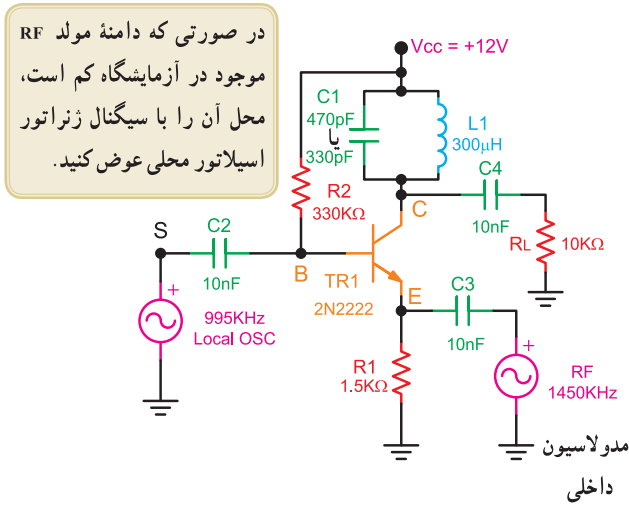 در صورتی که دامنهٔ مولد RF
موجود در آزمایشگاه کم است،
محل آن را با سیگنال ژنراتور
اسیلاتور محلی عوض کنید.
Vcc = +12V
C1
470pF
یا
330pF
L1
300µH
R2
330KΩ
C
C4
10nF
RL
10KΩ
S
C2
10nF
B
TR1
2N2222
E
C3
10nF
+
995KHz
Local OSC
R1
1.5KΩ
+
RF
1450KHz
مدولاسیون
داخلی